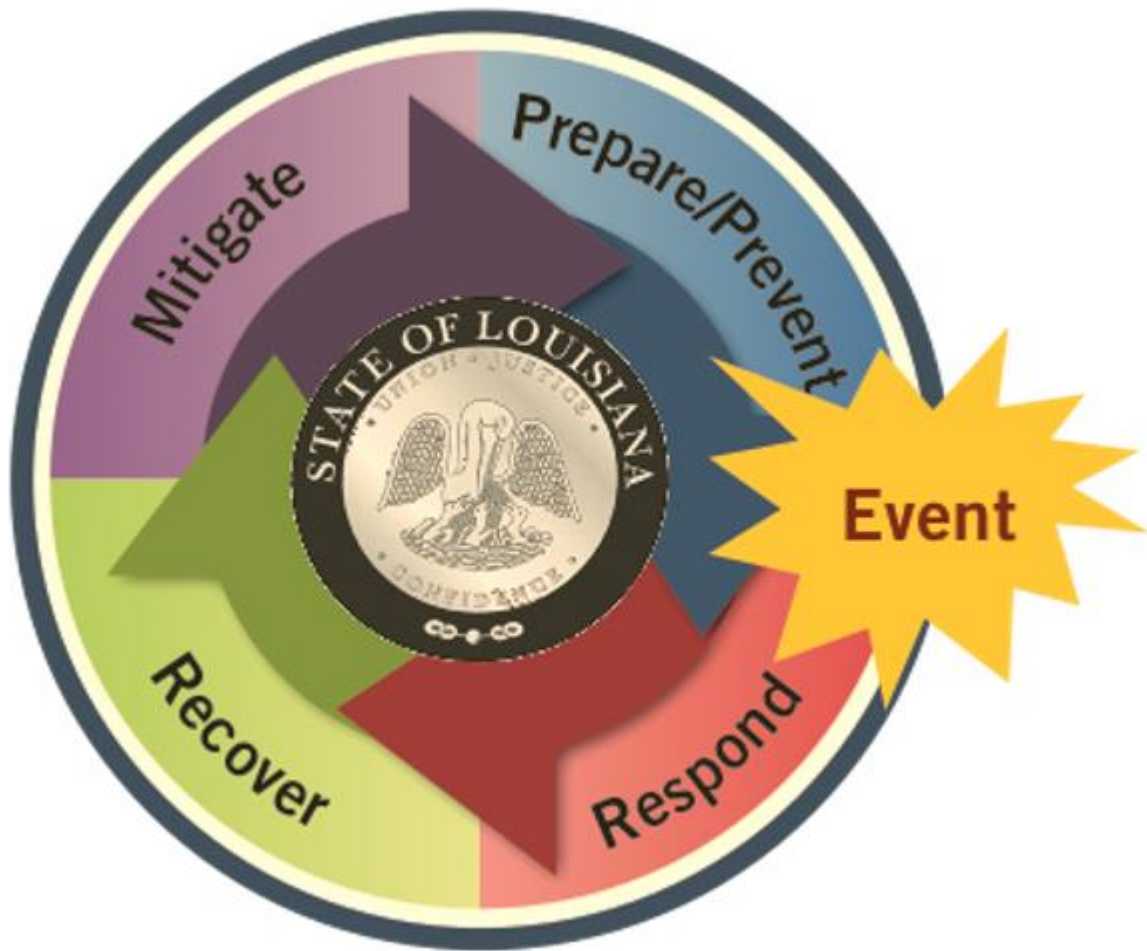 Prepare/Prevent
Event
Respond
Recover
Mitigate
STATE OF LOUISIANA
· UNION · JUSTICE ·
· CONFIDENCE ·